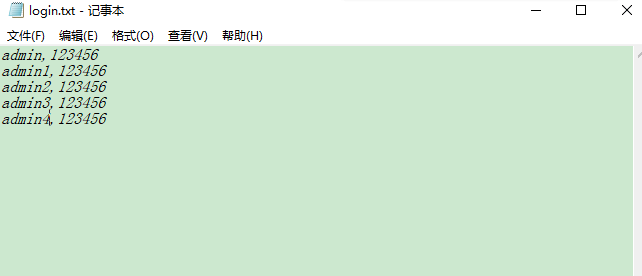 login.txt - 记事本
文件(F) 编辑(E) 格式(O) 查看(V) 帮助(H)
admin,123456
admin1,123456
admin2,123456
admin3,123456
admin4,123456